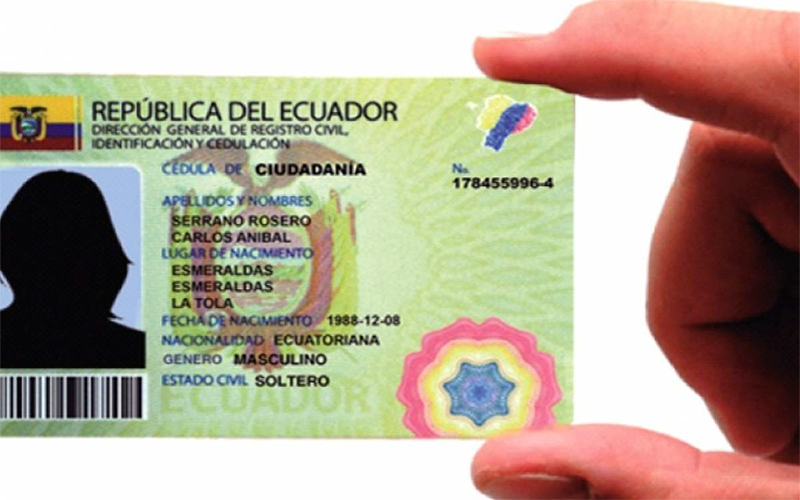 REPÚBLICA DEL ECUADOR
DIRECCIÓN GENERAL DE REGISTRO CIVIL,
IDENTIFICACIÓN Y CEDULACIÓN
CÉDULA DE CIUDADANÍA
No.
178455996-4
APELLIDOS Y NOMBRES
SERRANO ROSERO
CARLOS ANIBAL
LUGAR DE NACIMIENTO
ESMERALDAS
ESMERALDAS
LA TOLA
FECHA DE NACIMIENTO 1988-12-08
NACIONALIDAD ECUATORIANA
GENERO MASCULINO
ESTADO CIVIL SOLTERO
ECUADOR